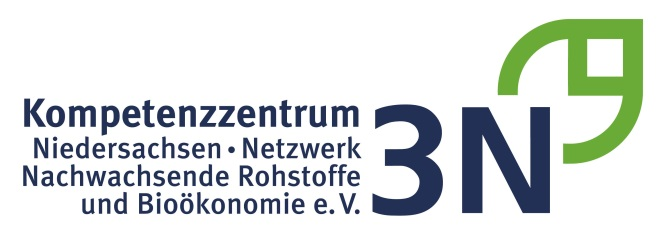 Kompetenzzentrum
Niedersachsen • Netzwerk
Nachwachsende Rohstoffe
und Bioökonomie e. V.
3N